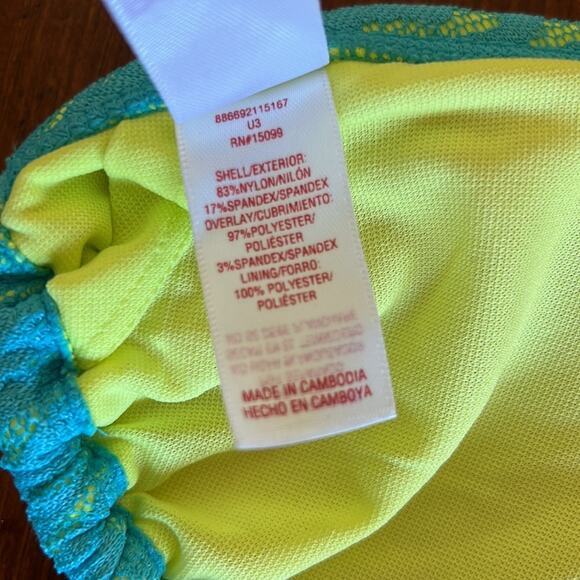 886692115167
U3
RN#15099
SHELL/EXTERIOR:
83%NYLON/NILÓN
17%SPANDEX/SPANDEX
OVERLAY/CUBRIMIENTO:
97%POLYESTER/
POLIÉSTER
3%SPANDEX/SPANDEX
LINING/FORRO:
100% POLYESTER/
POLIÉSTER
MADE IN CAMBODIA
HECHO EN CAMBOYA